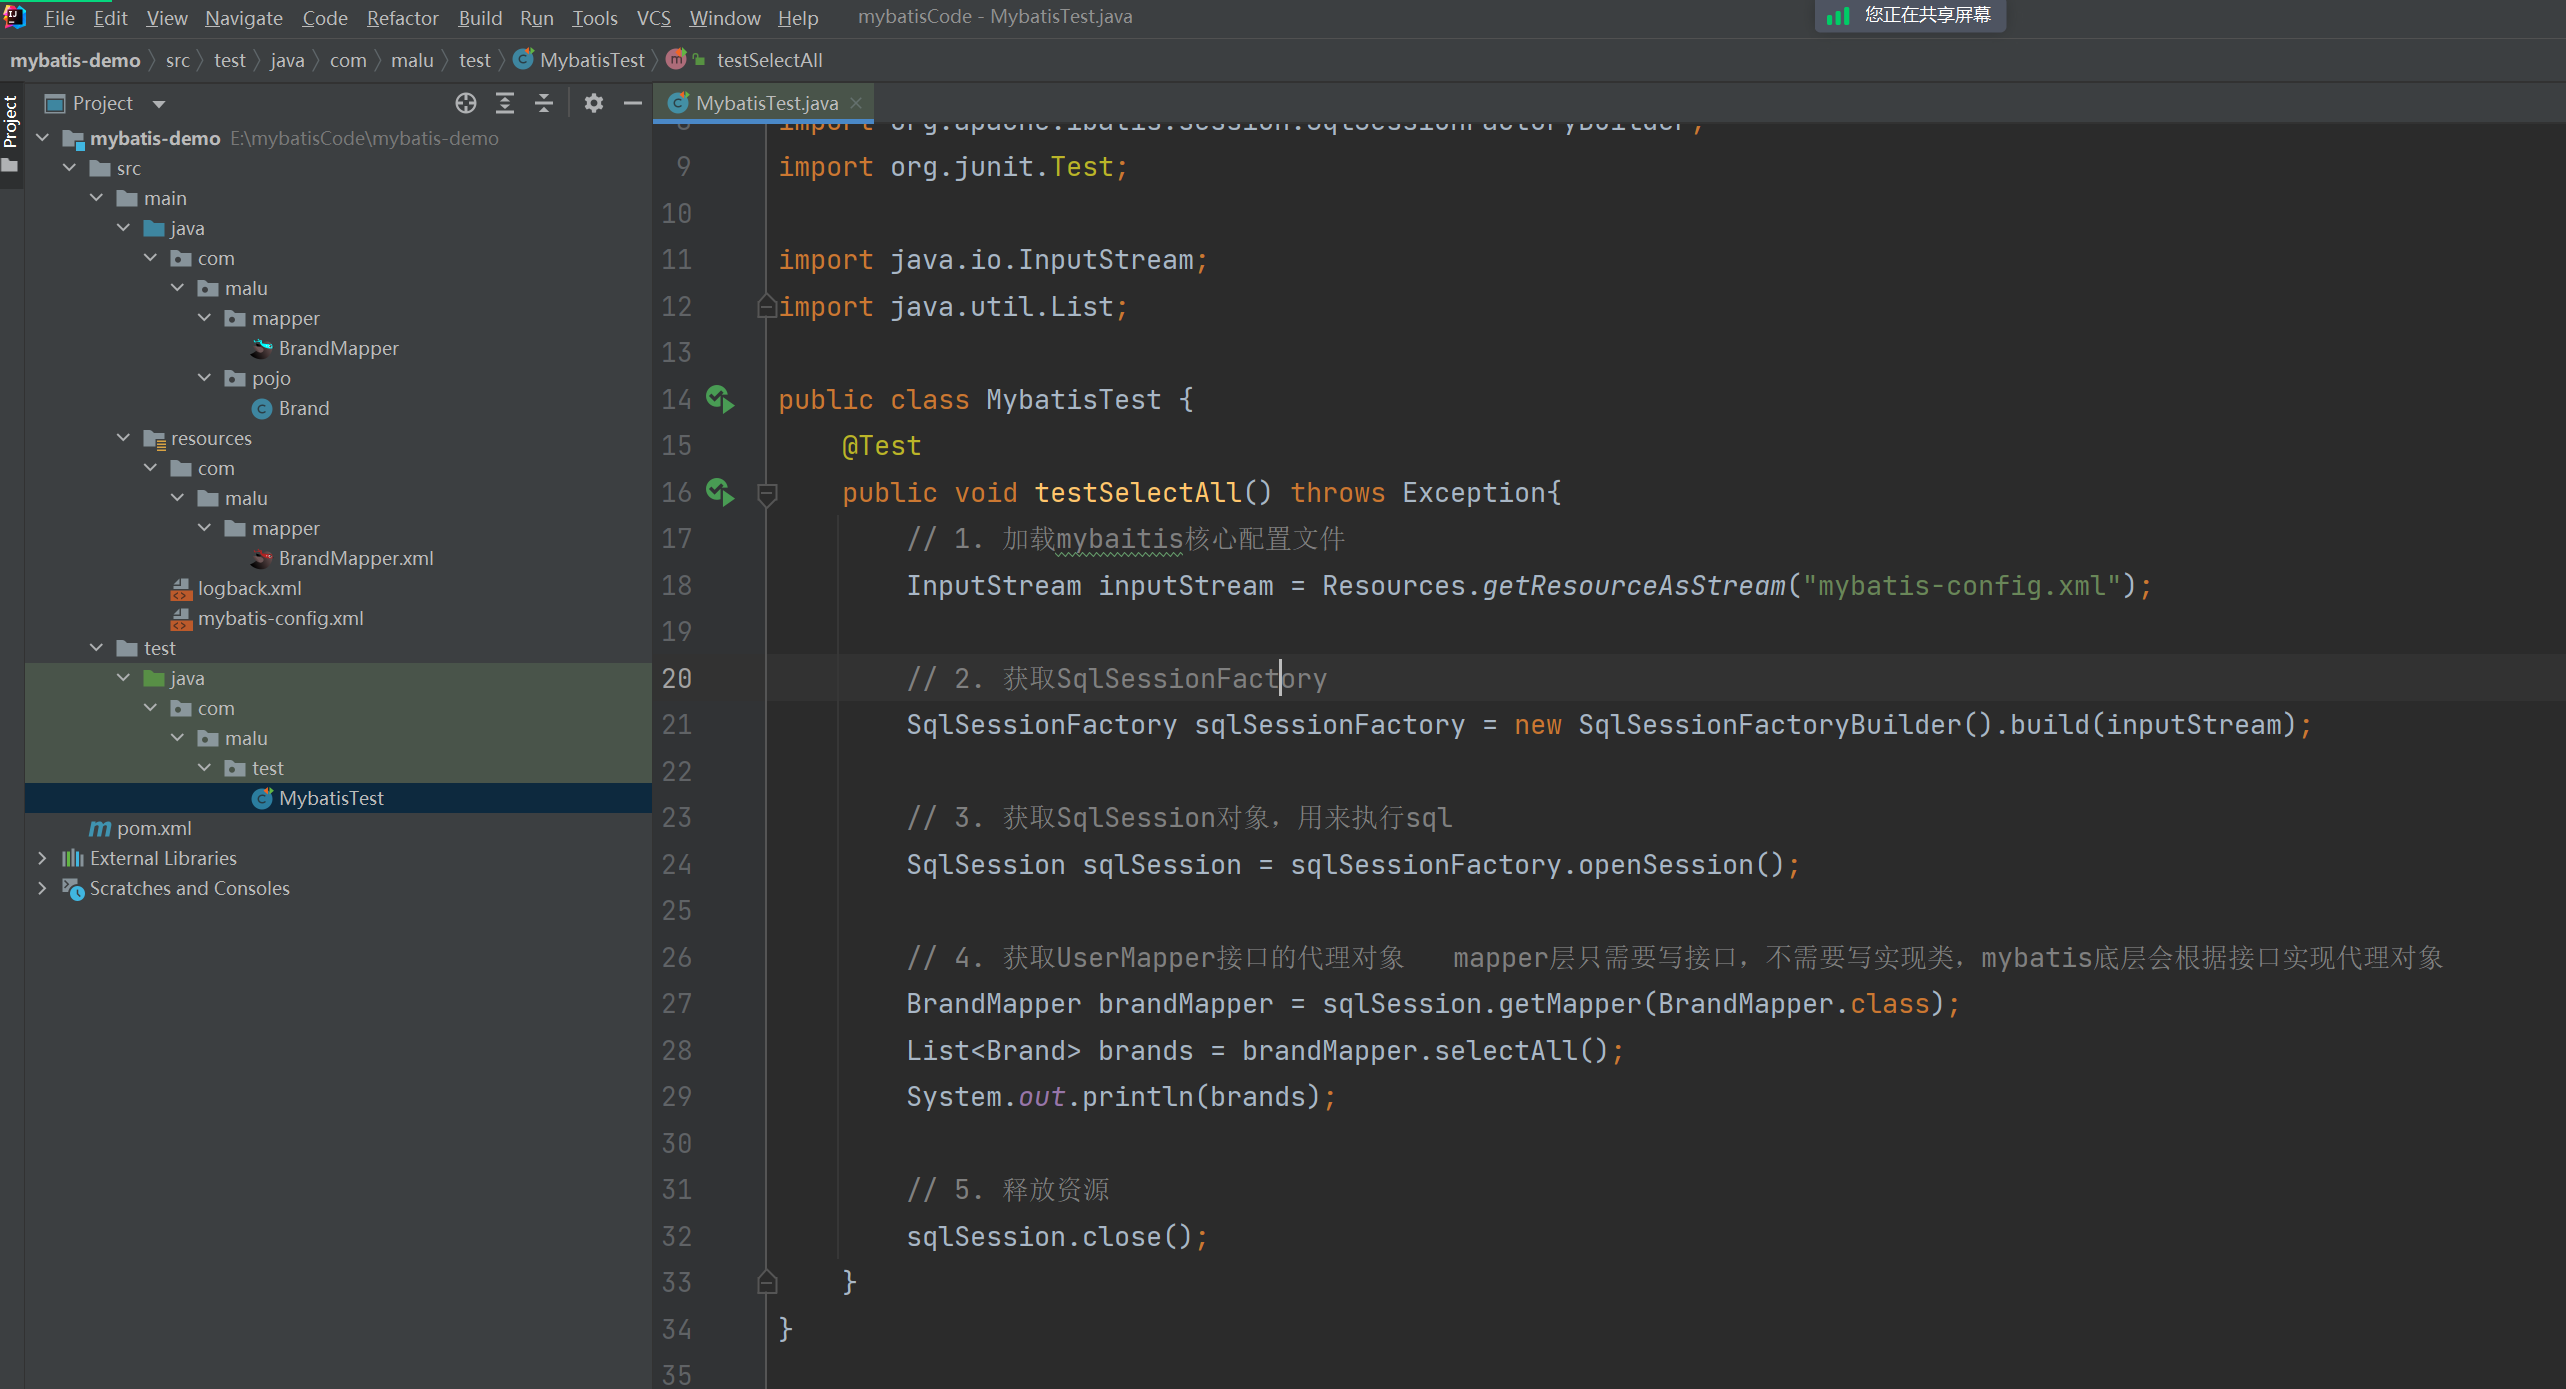 File Edit View Navigate Code Refactor Build Run Tools VCS Window Help mybatisCode - MybatisTest.java 您正在共享屏幕
mybatis-demo src test java com malu test MybatisTest testSelectAll
Project
Project
mybatis-demo E:\mybatisCode\mybatis-demo
src
main
java
com
malu
mapper
BrandMapper
pojo
Brand
resources
com
malu
mapper
BrandMapper.xml
logback.xml
mybatis-config.xml
test
java
com
malu
test
MybatisTest
pom.xml
External Libraries
Scratches and Consoles
MybatisTest.java
8 import org.apache.ibatis.session.SqlSessionFactoryBuilder;
9 import org.junit.Test;
10
11 import java.io.InputStream;
12 import java.util.List;
13
14 public class MybatisTest {
15 @Test
16 public void testSelectAll() throws Exception{
17 // 1. 加载mybaitis核心配置文件
18 InputStream inputStream = Resources.getResourceAsStream("mybatis-config.xml");
19
20 // 2. 获取SqlSessionFactory
21 SqlSessionFactory sqlSessionFactory = new SqlSessionFactoryBuilder().build(inputStream);
22
23 // 3. 获取SqlSession对象，用来执行sql
24 SqlSession sqlSession = sqlSessionFactory.openSession();
25
26 // 4. 获取UserMapper接口的代理对象 mapper层只需要写接口，不需要写实现类，mybatis底层会根据接口实现代理对象
27 BrandMapper brandMapper = sqlSession.getMapper(BrandMapper.class);
28 List<Brand> brands = brandMapper.selectAll();
29 System.out.println(brands);
30
31 // 5. 释放资源
32 sqlSession.close();
33 }
34 }
35